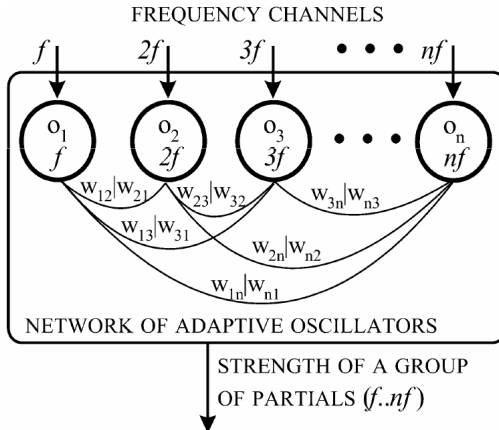 FREQUENCY CHANNELS
f 2f 3f • • • nf
o1 o2 o3 • • • on
f 2f 3f nf
w12|w21 w23|w32 w3n|wn3
w13|w31 w2n|wn2
w1n|wn1
NETWORK OF ADAPTIVE OSCILLATORS
STRENGTH OF A GROUP
OF PARTIALS (f..nf)